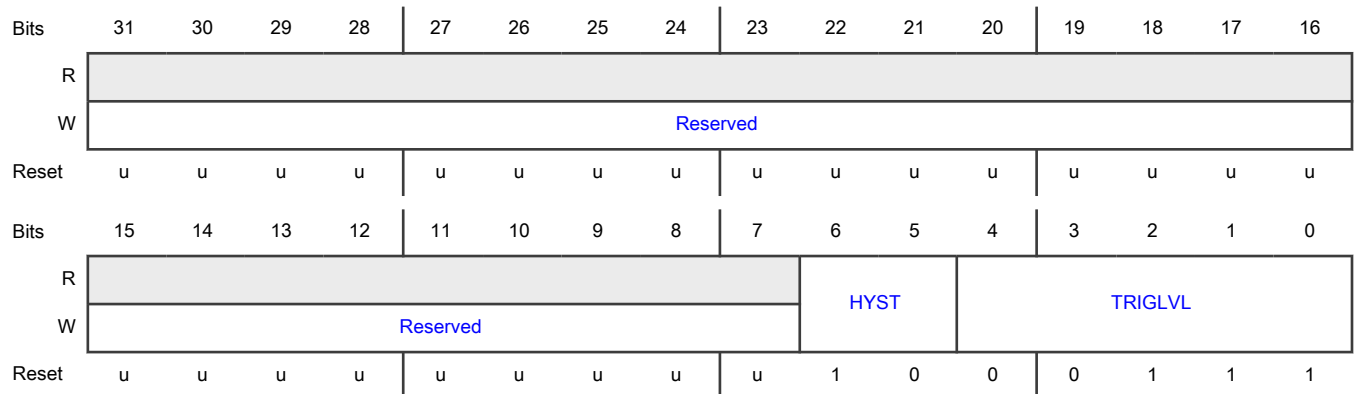 Bits 31 30 29 28 27 26 25 24 23 22 21 20 19 18 17 16
R
W Reserved
Reset u u u u u u u u u u u u u u u u
Bits 15 14 13 12 11 10 9 8 7 6 5 4 3 2 1 0
R
HYST TRIGLVL
W Reserved
Reset u u u u u u u u u 1 0 0 0 1 1 1